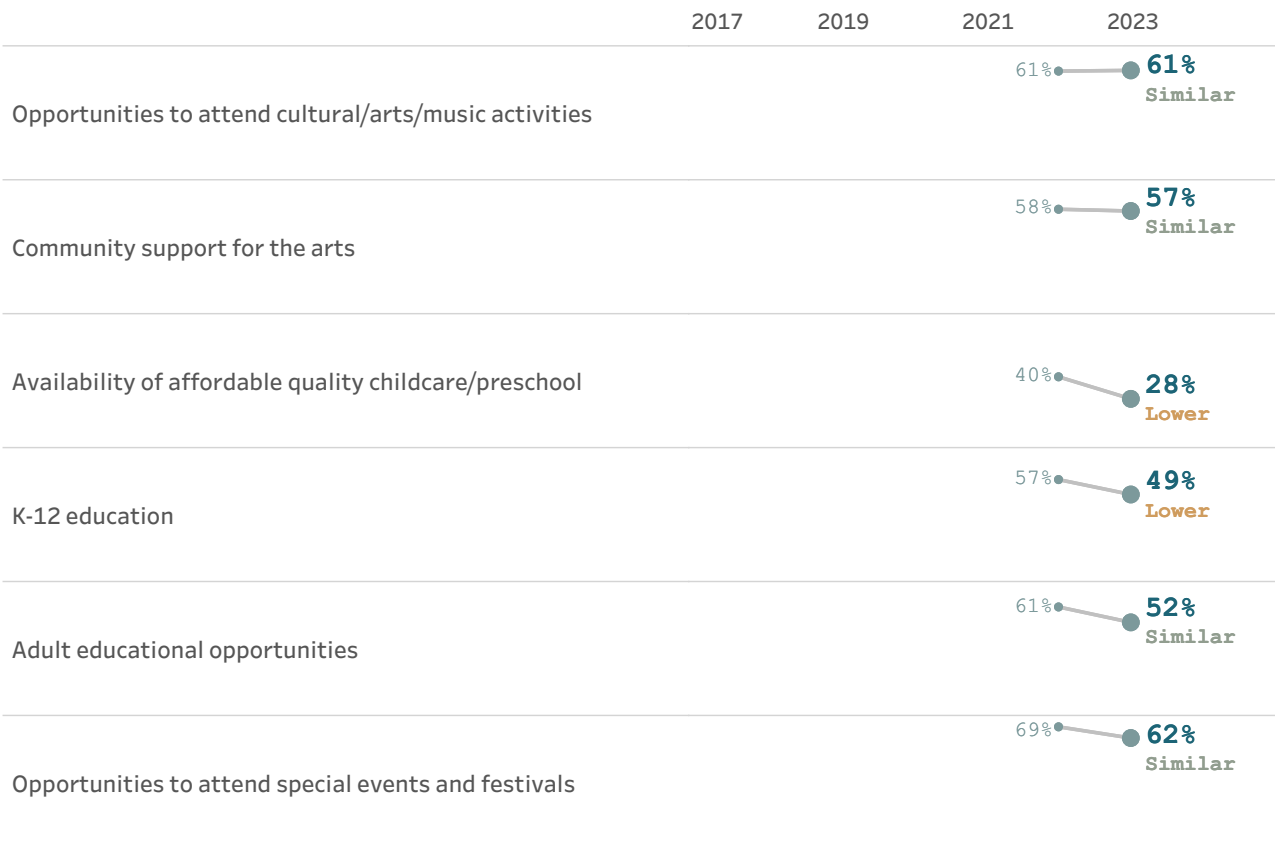 2017 2019 2021 2023
61% 61%
Similar
Opportunities to attend cultural/arts/music activities
58% 57%
Similar
Community support for the arts
40% 28%
Lower
Availability of affordable quality childcare/preschool
57% 49%
Lower
K-12 education
61% 52%
Similar
Adult educational opportunities
69% 62%
Similar
Opportunities to attend special events and festivals